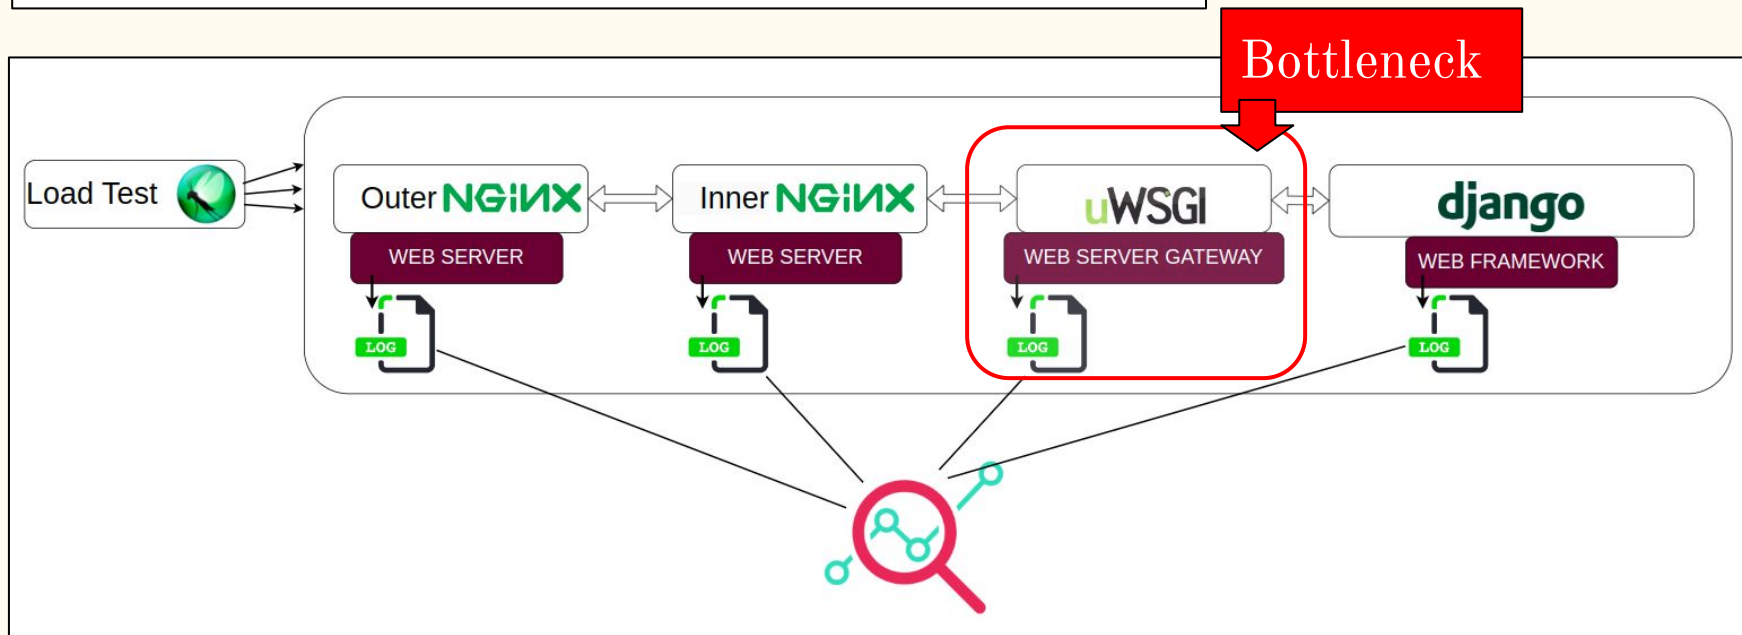 Bottleneck
Load Test
Outer NGINX
Inner NGINX
uWSGI
django
WEB SERVER
WEB SERVER
WEB SERVER GATEWAY
WEB FRAMEWORK
LOG
LOG
LOG
LOG